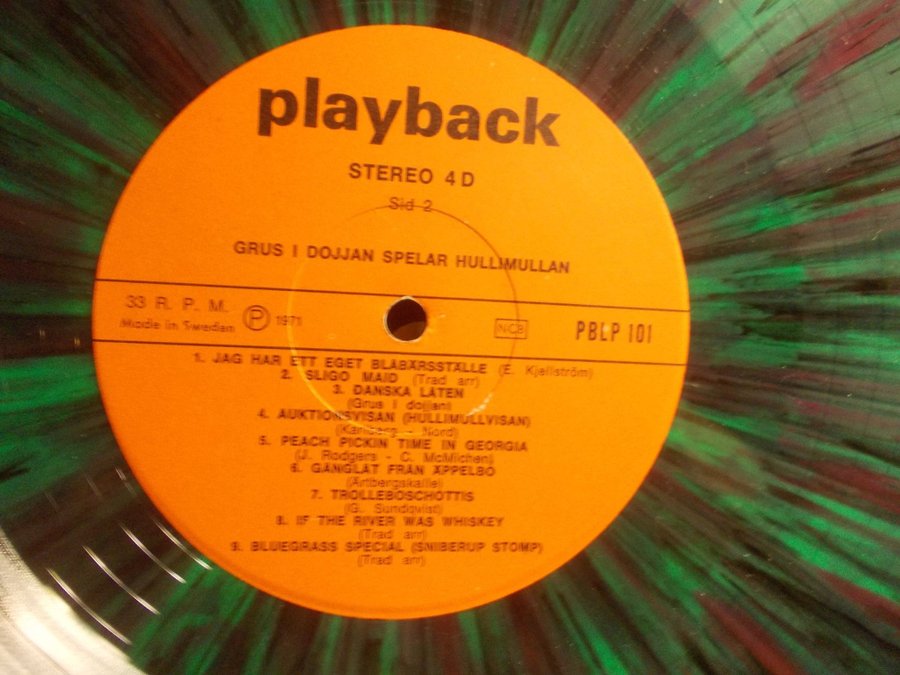 playback
STEREO 4 D
Sid 2
GRUS I DOJJAN SPELAR HULLIMULLAN
33 R. P. M.
Made in Sweden
P 1971
NCB
PBLP 101
1. JAG HAR ETT EGET BLÅBÄRSSTÄLLE (E. Kjellström)
2. SLIGO MAID (Trad arr)
3. DANSKA LÅTEN
(Grus i dojjan)
4. AUKTIONSVISAN (HULLIMULLVISAN)
(Karlberg - Nord)
5. PEACH PICKIN TIME IN GEORGIA
(J. Rodgers - C. McMichen)
6. GÅNGLÅT FRÅN ÄPPELBO
(Ärtbergskalle)
7. TROLLEBOSCHOTTIS
(G. Sundqvist)
8. IF THE RIVER WAS WHISKEY
(Trad arr)
9. BLUEGRASS SPECIAL (SNIBERUP STOMP)
(Trad arr)